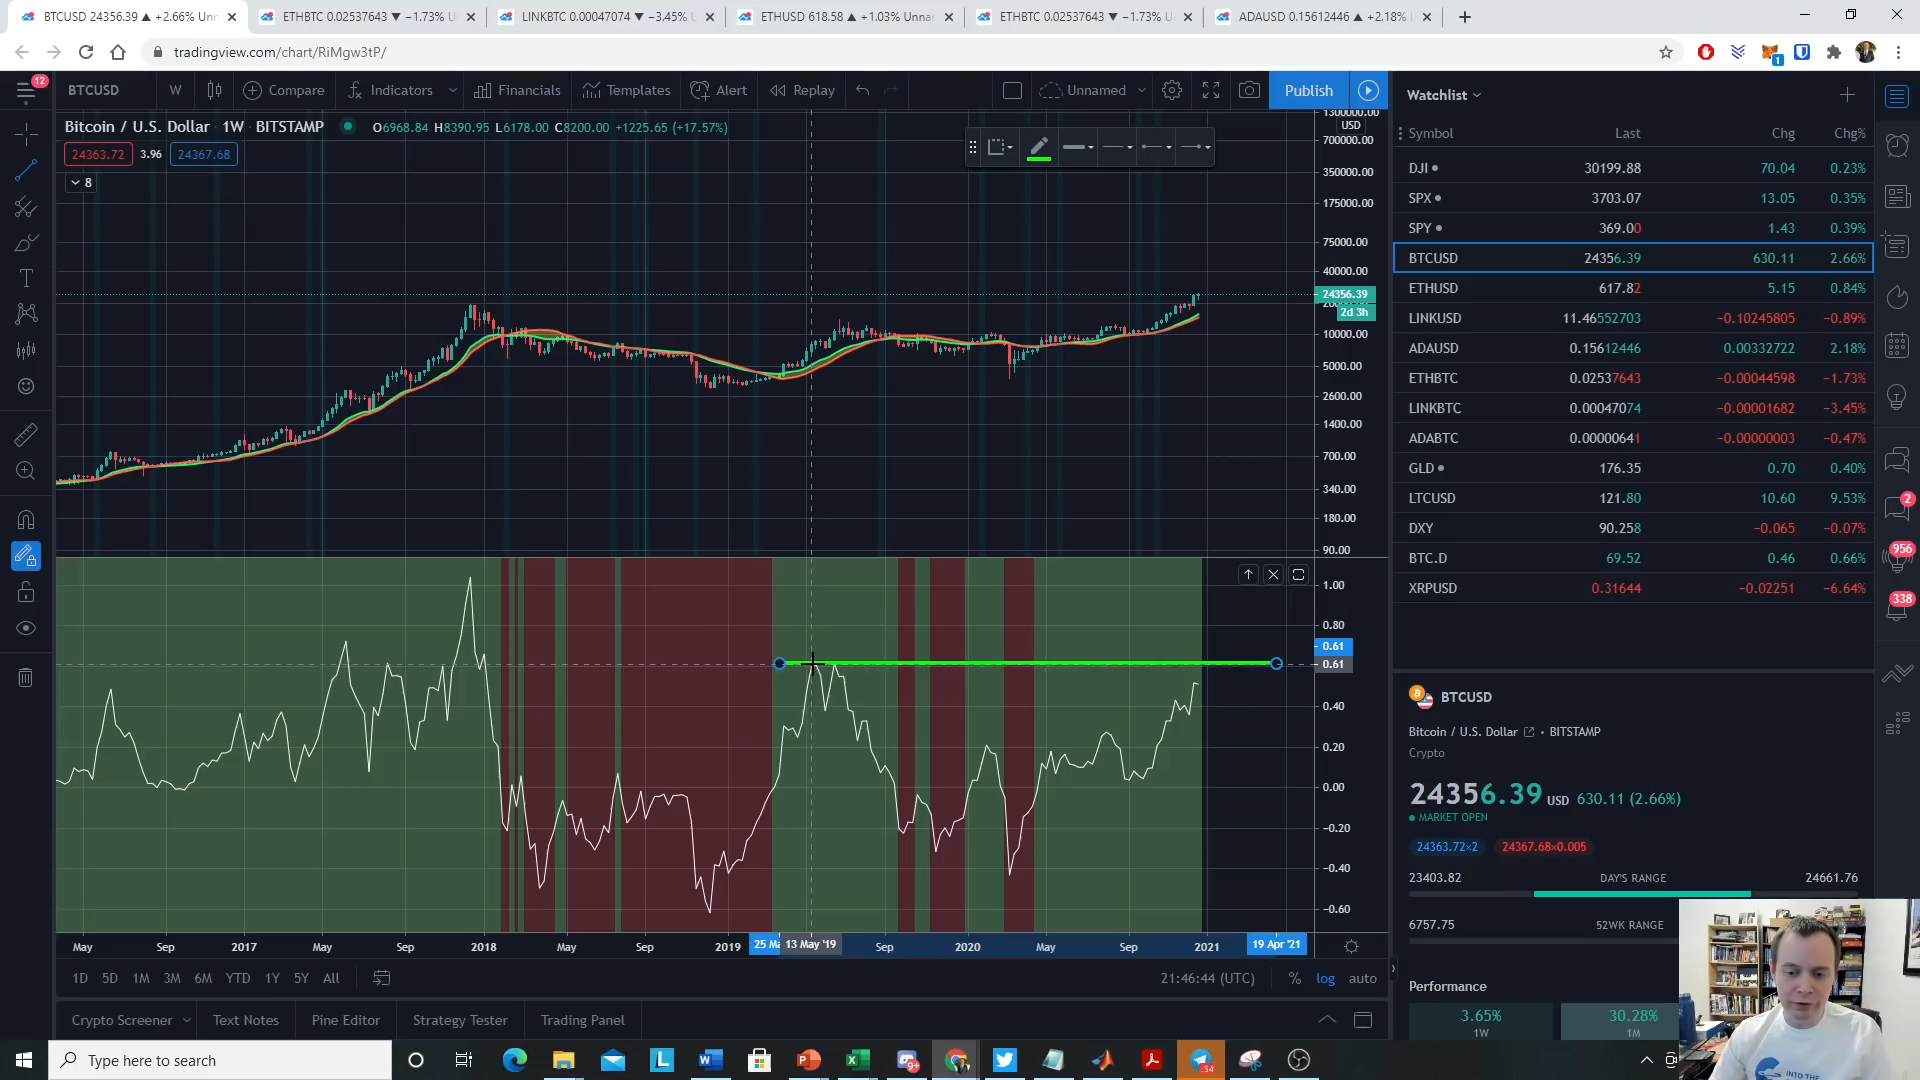 BTCUSD 24356.39 ▲ +2.66% Unn
ETHBTC 0.02537643 ▼ −1.73% U
LINKBTC 0.00047074 ▼ −3.45%
ETHUSD 618.58 ▲ +1.03% Unnar
ETHBTC 0.02537643 ▼ −1.73% U
ADAUSD 0.15612446 ▲ +2.18%
tradingview.com/chart/RiMgw3tP/
1
12
BTCUSD
W
Compare
Indicators
Financials
Templates
Alert
Replay
Unnamed
Publish
Bitcoin / U.S. Dollar · 1W · BITSTAMP
O6968.84 H8390.95 L6178.00 C8200.00 +1225.65 (+17.57%)
24363.72
3.96
24367.68
8
1300000.00
USD
700000.00
350000.00
175000.00
75000.00
40000.00
24356.39
2d 3h
10000.00
5000.00
2600.00
1400.00
700.00
340.00
180.00
90.00
1.00
0.80
0.61
0.61
0.40
0.20
0.00
−0.20
−0.40
−0.60
May
Sep
2017
May
Sep
2018
May
Sep
2019
25 Ma
13 May '19
Sep
2020
May
Sep
2021
19 Apr '21
1D 5D 1M 3M 6M YTD 1Y 5Y All
21:46:44 (UTC)
% log auto
Crypto Screener
Text Notes
Pine Editor
Strategy Tester
Trading Panel
Watchlist
Symbol Last Chg Chg%
DJI 30199.88 70.04 0.23%
SPX 3703.07 13.05 0.35%
SPY 369.00 1.43 0.39%
BTCUSD 24356.39 630.11 2.66%
ETHUSD 617.82 5.15 0.84%
LINKUSD 11.46552703 −0.10245805 −0.89%
ADAUSD 0.15612446 0.00332722 2.18%
ETHBTC 0.02537643 −0.00044598 −1.73%
LINKBTC 0.00047074 −0.00001682 −3.45%
ADABTC 0.00000641 −0.00000003 −0.47%
GLD 176.35 0.70 0.40%
LTCUSD 121.80 10.60 9.53%
DXY 90.258 −0.065 −0.07%
BTC.D 69.52 0.46 0.66%
XRPUSD 0.31644 −0.02251 −6.64%
2
956
338
BTCUSD
Bitcoin / U.S. Dollar • BITSTAMP
Crypto
24356.39 USD 630.11 (2.66%)
MARKET OPEN
24363.72×2
24367.68×0.005
23403.82 DAY'S RANGE 24661.76
6757.75 52WK RANGE
Performance
3.65%
1W
30.28%
1M
Type here to search
INTO THE